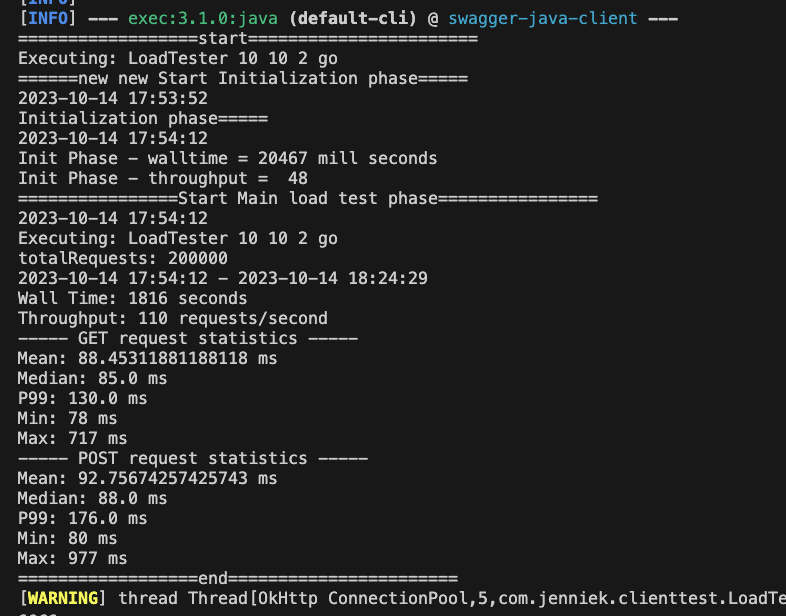 [INFO]
[INFO] --- exec:3.1.0:java (default-cli) @ swagger-java-client ---
==================start=======================
Executing: LoadTester 10 10 2 go
======new new Start Initialization phase=====
2023-10-14 17:53:52
Initialization phase=====
2023-10-14 17:54:12
Init Phase - walltime = 20467 mill seconds
Init Phase - throughput =  48
================Start Main load test phase================
2023-10-14 17:54:12
Executing: LoadTester 10 10 2 go
totalRequests: 200000
2023-10-14 17:54:12 - 2023-10-14 18:24:29
Wall Time: 1816 seconds
Throughput: 110 requests/second
----- GET request statistics -----
Mean: 88.45311881188118 ms
Median: 85.0 ms
P99: 130.0 ms
Min: 78 ms
Max: 717 ms
----- POST request statistics -----
Mean: 92.75674257425743 ms
Median: 88.0 ms
P99: 176.0 ms
Min: 80 ms
Max: 977 ms
==================end=======================
[WARNING] thread Thread[OkHttp ConnectionPool,5,com.jenniek.clienttest.LoadTe